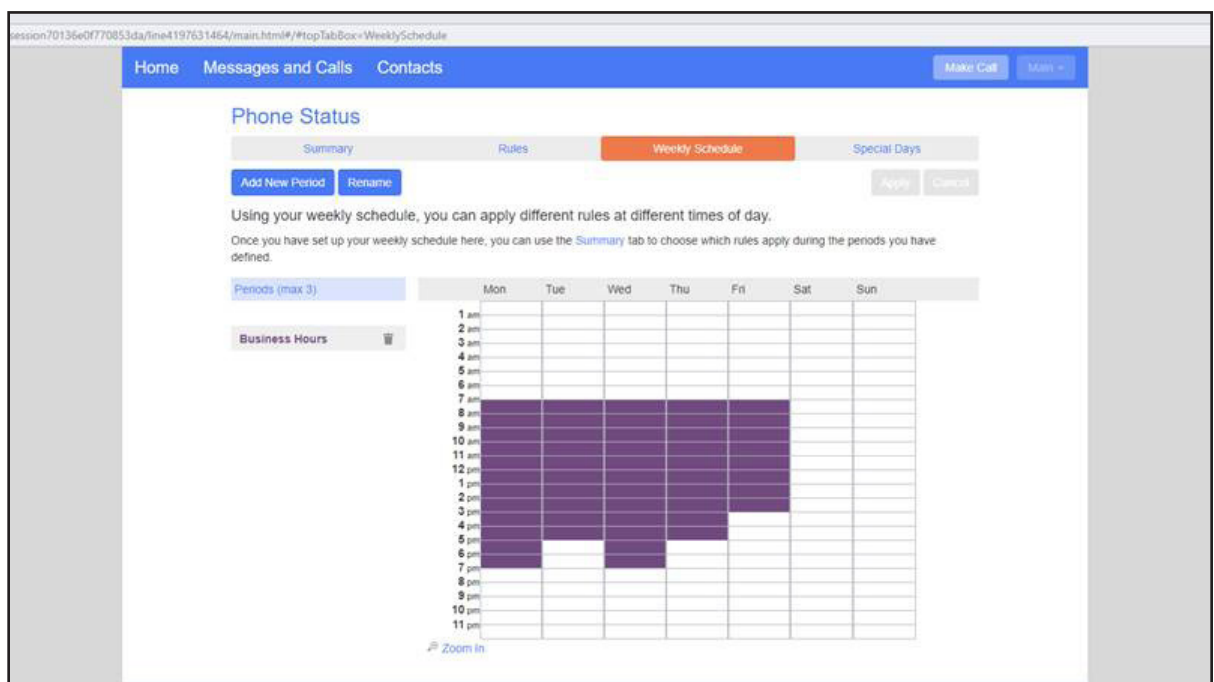 session70136e0f770853da/line4197631464/main.html#/#topTabBox=WeeklySchedule
Home Messages and Calls Contacts Make Call Main
Phone Status
Summary Rules Weekly Schedule Special Days
Add New Period Rename Apply Cancel
Using your weekly schedule, you can apply different rules at different times of day.
Once you have set up your weekly schedule here, you can use the Summary tab to choose which rules apply during the periods you have
defined.
Periods (max 3) Mon Tue Wed Thu Fri Sat Sun
1 am
2 am
Business Hours
3 am
4 am
5 am
6 am
7 am
8 am
9 am
10 am
11 am
12 pm
1 pm
2 pm
3 pm
4 pm
5 pm
6 pm
7 pm
8 pm
9 pm
10 pm
11 pm
Zoom In